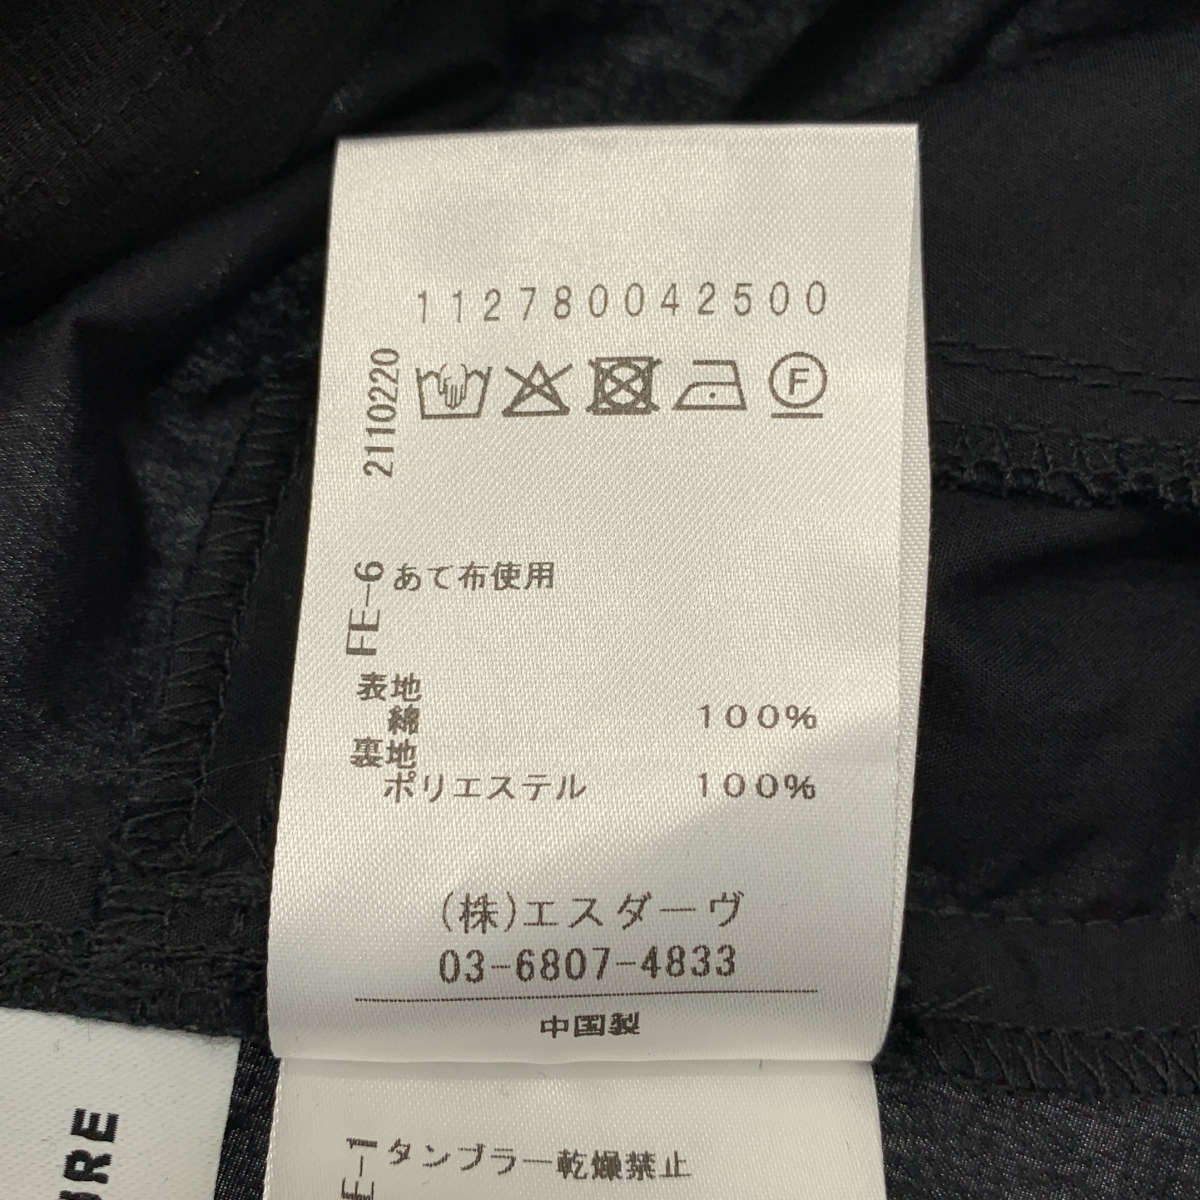 112780042500
2110220
F
FE-6
あて布使用
表地
綿 100%
裏地
ポリエステル 100%
(株)エスダーヴ
03-6807-4833
中国製
タンブラー乾燥禁止